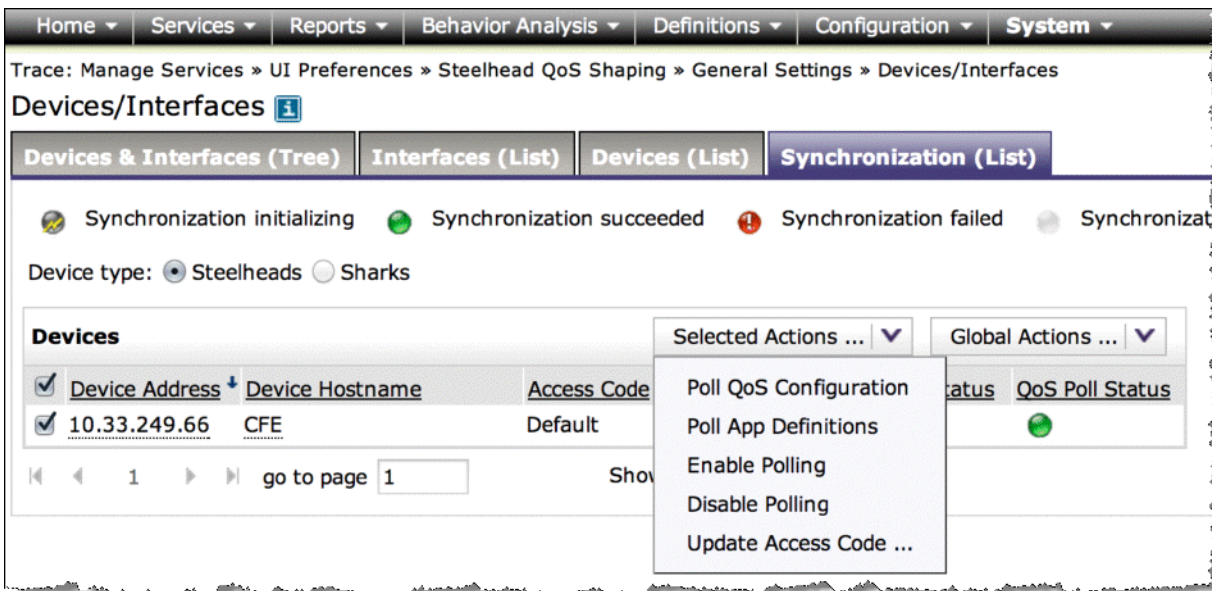 Home Services Reports Behavior Analysis Definitions Configuration System
Trace: Manage Services » UI Preferences » Steelhead QoS Shaping » General Settings » Devices/Interfaces
Devices/Interfaces i
Devices & Interfaces (Tree) Interfaces (List) Devices (List) Synchronization (List)
Synchronization initializing Synchronization succeeded Synchronization failed Synchronizat
Device type: Steelheads Sharks
Devices Selected Actions ... Global Actions ...
Device Address Device Hostname Access Code atus QoS Poll Status
10.33.249.66 CFE Default
1 go to page 1 Show
Poll QoS Configuration
Poll App Definitions
Enable Polling
Disable Polling
Update Access Code ...